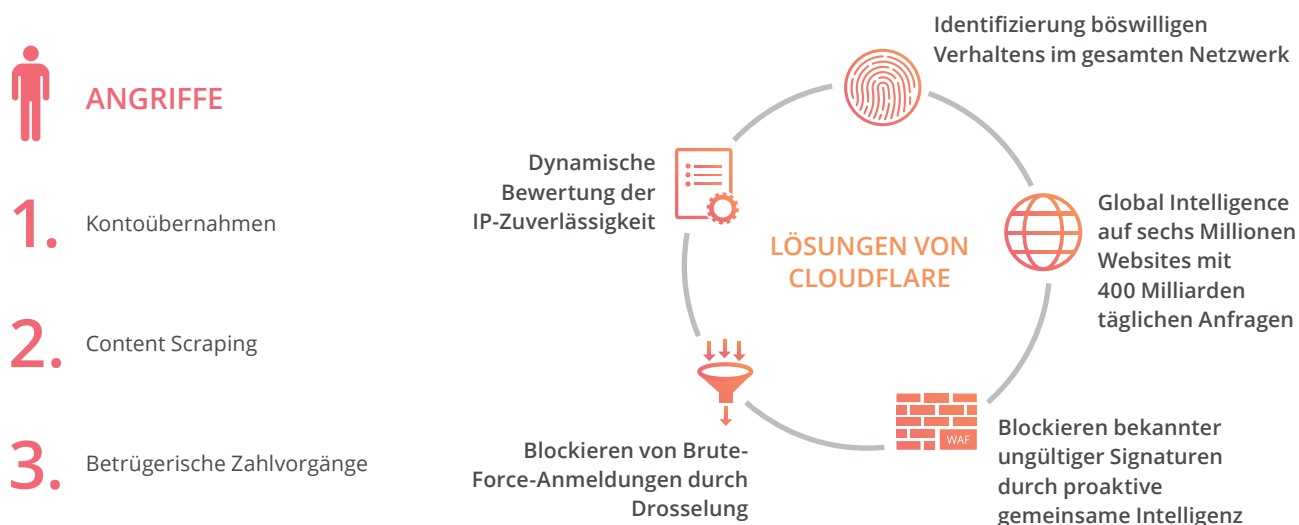 ANGRIFFE
1.
Kontoübernahmen
2.
Content Scraping
3.
Betrügerische Zahlvorgänge
LÖSUNGEN VON
CLOUDFLARE
Identifizierung böswilligen
Verhaltens im gesamten Netzwerk
Global Intelligence
auf sechs Millionen
Websites mit
400 Milliarden
täglichen Anfragen
WAF
Blockieren bekannter
ungültiger Signaturen
durch proaktive
gemeinsame Intelligenz
Blockieren von Brute-
Force-Anmeldungen durch
Drosselung
Dynamische
Bewertung der
IP-Zuverlässigkeit